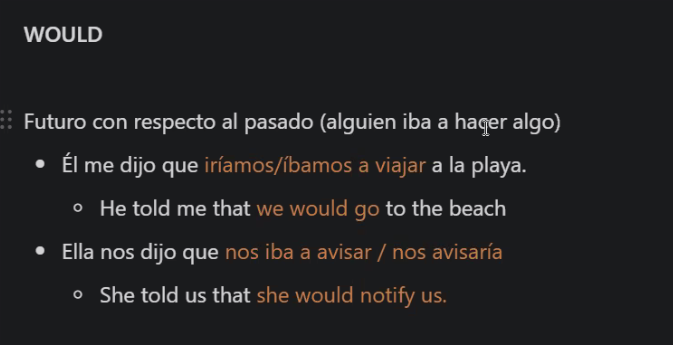 WOULD
Futuro con respecto al pasado (alguien iba a hacer algo)
Él me dijo que iríamos/íbamos a viajar a la playa.
He told me that we would go to the beach
Ella nos dijo que nos iba a avisar / nos avisaría
She told us that she would notify us.